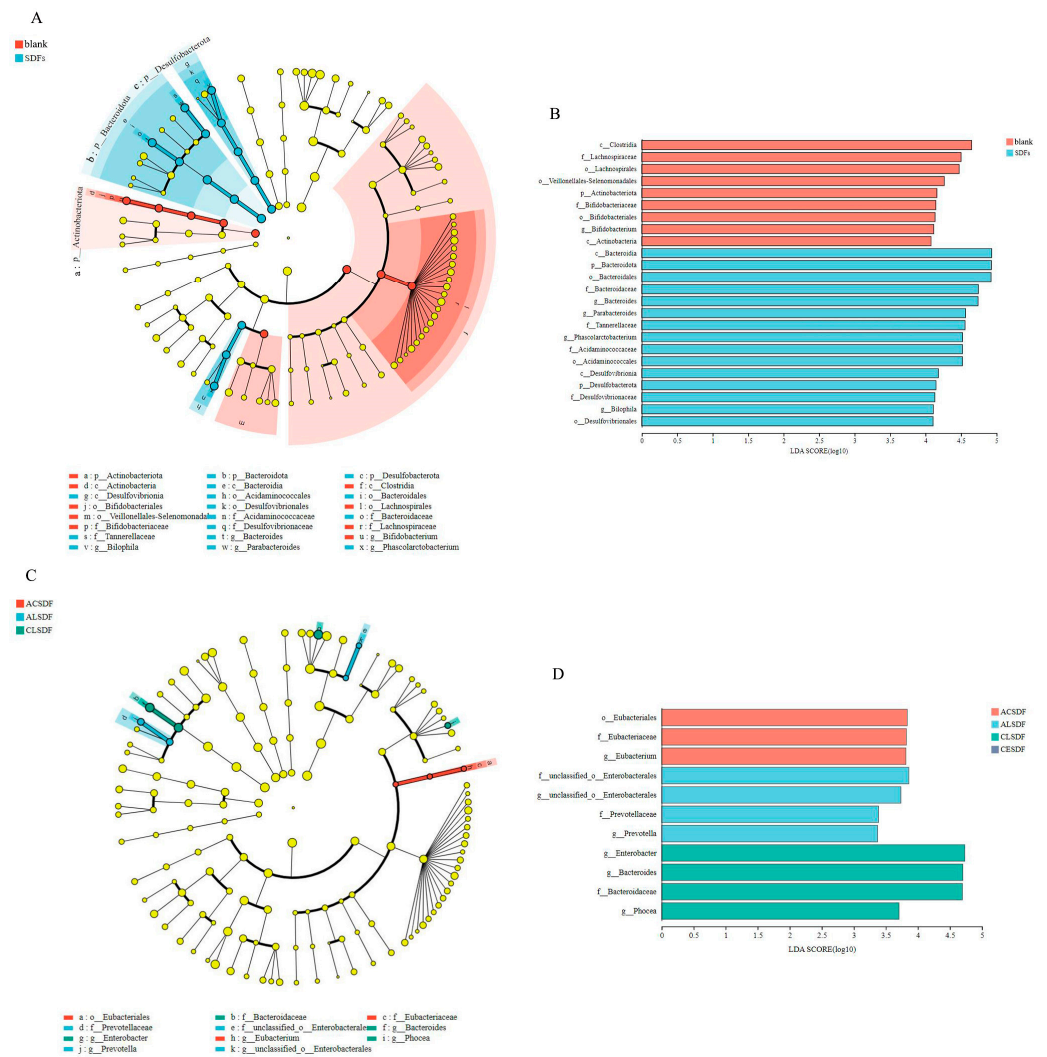 A
blank
SDFs
c : p__Desulfobacterota
b : p__Bacteroidota
a : p__Actinobacteriota
a : p__Actinobacteriota
b : p__Bacteroidota
c : p__Desulfobacterota
d : c__Actinobacteria
e : c__Bacteroidia
f : c__Clostridia
g : c__Desulfovibrionia
h : o__Acidaminococcales
i : o__Bacteroidales
j : o__Bifidobacteriales
k : o__Desulfovibrionales
l : o__Lachnospirales
m : o__Veillonellales-Selenomonadal
n : f__Acidaminococcaceae
o : f__Bacteroidaceae
p : f__Bifidobacteriaceae
q : f__Desulfovibrionaceae
r : f__Lachnospiraceae
s : f__Tannerellaceae
t : g__Bacteroides
u : g__Bifidobacterium
v : g__Bilophila
w : g__Parabacteroides
x : g__Phascolarctobacterium
B
blank
SDFs
c__Clostridia
f__Lachnospiraceae
o__Lachnospirales
o__Veillonellales-Selenomonadales
p__Actinobacteriota
f__Bifidobacteriaceae
o__Bifidobacteriales
g__Bifidobacterium
c__Actinobacteria
c__Bacteroidia
p__Bacteroidota
o__Bacteroidales
f__Bacteroidaceae
g__Bacteroides
g__Parabacteroides
f__Tannerellaceae
g__Phascolarctobacterium
f__Acidaminococcaceae
o__Acidaminococcales
c__Desulfovibrionia
p__Desulfobacterota
f__Desulfovibrionaceae
g__Bilophila
o__Desulfovibrionales
0 0.5 1 1.5 2 2.5 3 3.5 4 4.5 5
LDA SCORE(log10)
C
ACSDF
ALSDF
CLSDF
a : o__Eubacteriales
b : f__Bacteroidaceae
c : f__Eubacteriaceae
d : f__Prevotellaceae
e : f__unclassified_o__Enterobacterales
f : g__Bacteroides
g : g__Enterobacter
h : g__Eubacterium
i : g__Phocea
j : g__Prevotella
k : g__unclassified_o__Enterobacterales
D
ACSDF
ALSDF
CLSDF
CESDF
o__Eubacteriales
f__Eubacteriaceae
g__Eubacterium
f__unclassified_o__Enterobacterales
g__unclassified_o__Enterobacterales
f__Prevotellaceae
g__Prevotella
g__Enterobacter
g__Bacteroides
f__Bacteroidaceae
g__Phocea
0 0.5 1 1.5 2 2.5 3 3.5 4 4.5 5
LDA SCORE(log10)